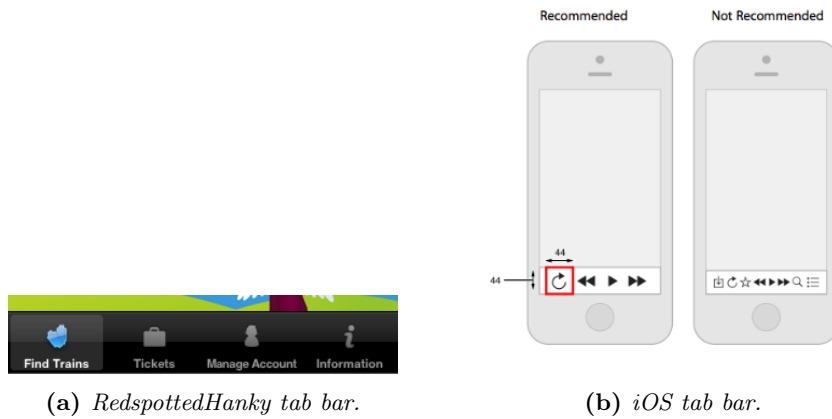 Recommended
Not Recommended
44
44
Find Trains
Tickets
Manage Account
Information
(a) RedspottedHanky tab bar.
(b) iOS tab bar.